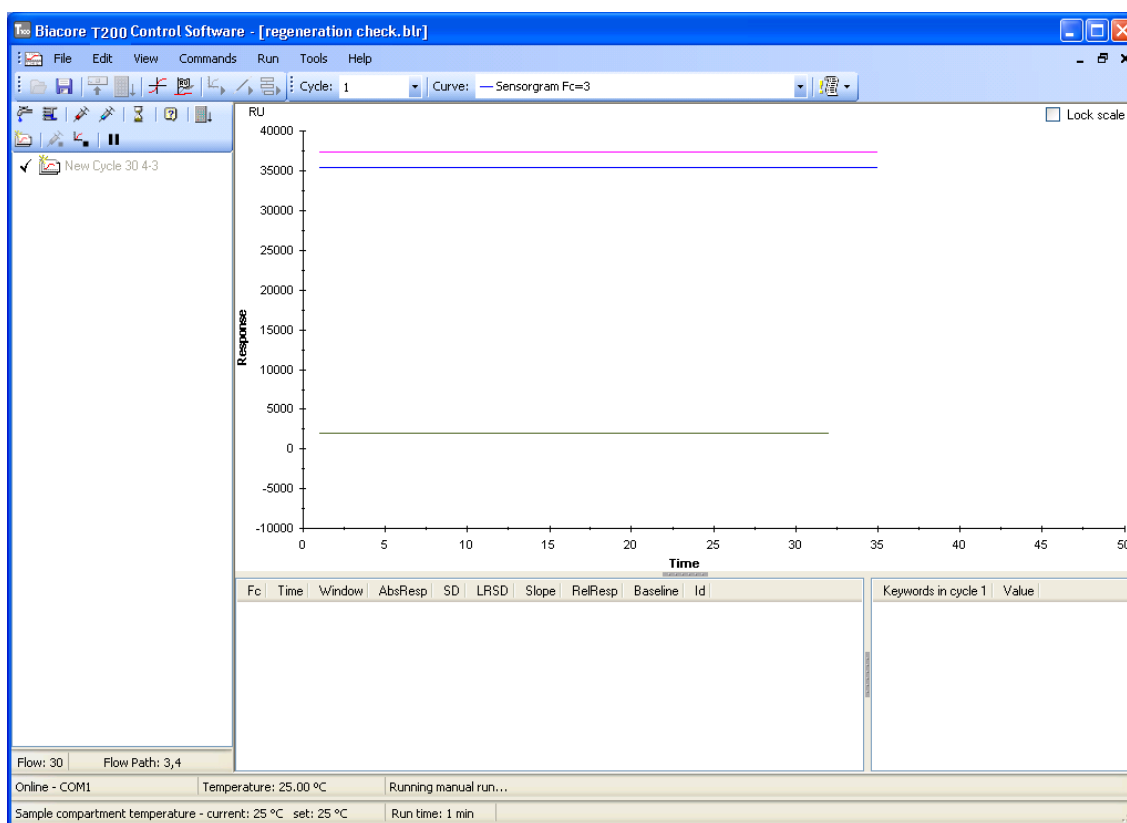 Biacore T200 Control Software - [regeneration check.blr]
File Edit View Commands Run Tools Help
Cycle: 1 Curve: Sensorgram Fc=3
New Cycle 30 4-3
RU
Lock scale
40000
35000
30000
25000
20000
15000
10000
5000
0
-5000
-10000
Response
0 5 10 15 20 25 30 35 40 45 50
Time
Fc Time Window AbsResp SD LRSD Slope RelResp Baseline Id
Keywords in cycle 1 Value
Flow: 30 Flow Path: 3,4
Online - COM1 Temperature: 25.00 ºC Running manual run...
Sample compartment temperature - current: 25 ºC set: 25 ºC Run time: 1 min